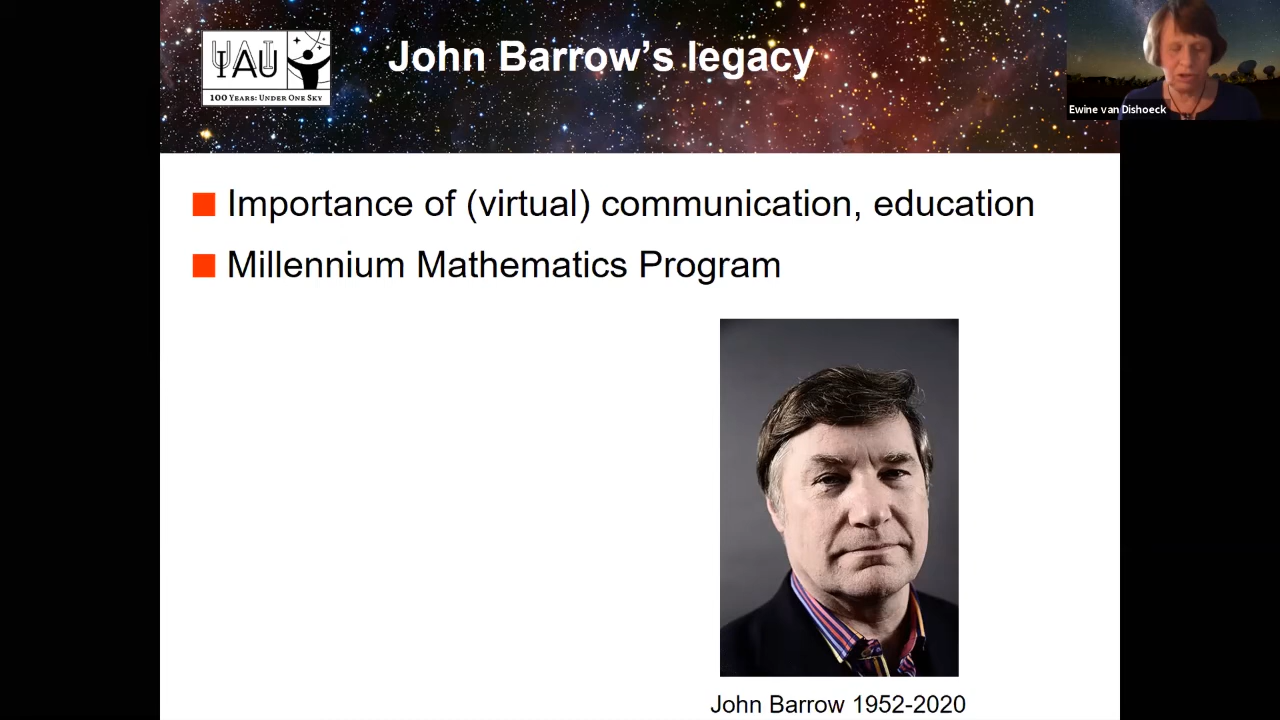 IAU
100 Years: Under One Sky
John Barrow's legacy
Ewine van Dishoeck
Importance of (virtual) communication, education
Millennium Mathematics Program
John Barrow 1952-2020